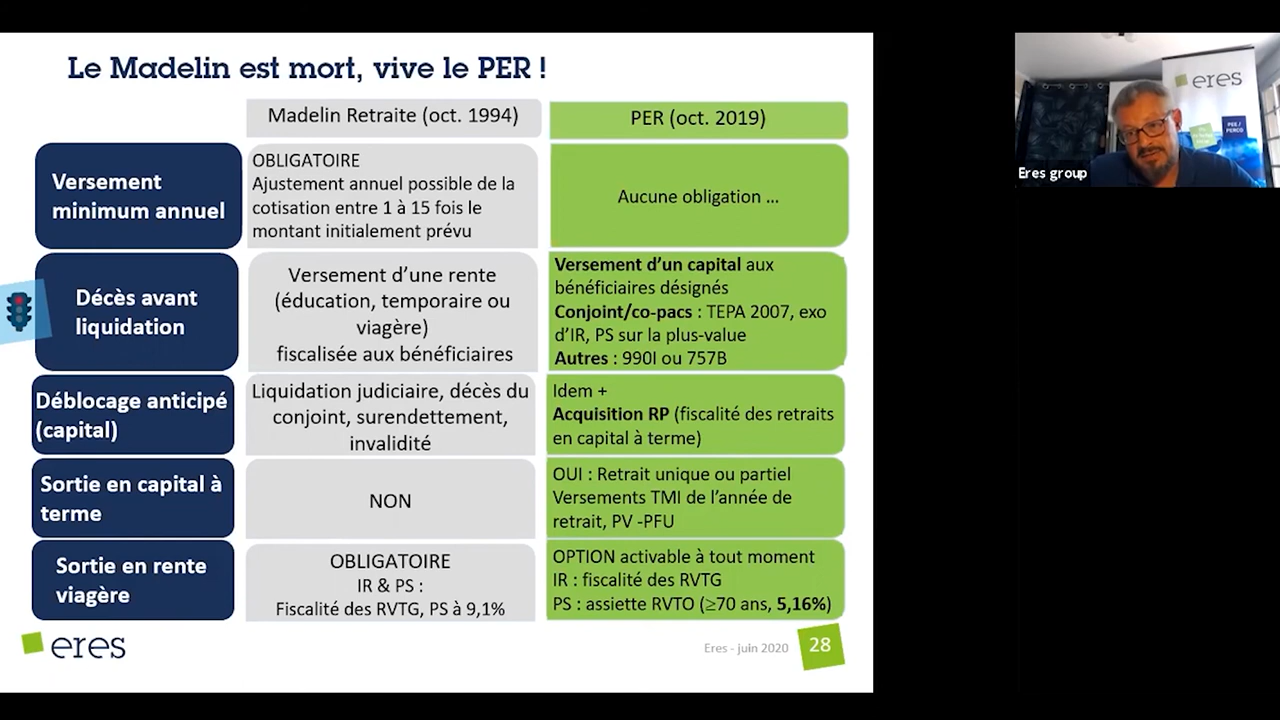 Le Madelin est mort, vive le PER !
Madelin Retraite (oct. 1994)
PER (oct. 2019)
Versement
minimum annuel
OBLIGATOIRE
Ajustement annuel possible de la
cotisation entre 1 à 15 fois le
montant initialement prévu
Aucune obligation ...
Décès avant
liquidation
Versement d'une rente
(éducation, temporaire ou
viagère)
fiscalisée aux bénéficiaires
Versement d'un capital aux
bénéficiaires désignés
Conjoint/co-pacs : TEPA 2007, exo
d'IR, PS sur la plus-value
Autres : 990I ou 757B
Déblocage anticipé
(capital)
Liquidation judiciaire, décès du
conjoint, surendettement,
invalidité
Idem +
Acquisition RP (fiscalité des retraits
en capital à terme)
Sortie en capital à
terme
NON
OUI : Retrait unique ou partiel
Versements TMI de l'année de
retrait, PV -PFU
Sortie en rente
viagère
OBLIGATOIRE
IR & PS :
Fiscalité des RVTG, PS à 9,1%
OPTION activable à tout moment
IR : fiscalité des RVTG
PS : assiette RVTO (≥70 ans, 5,16%)
eres
Eres - juin 2020
28
eres
PEE /
PERCO
Eres group